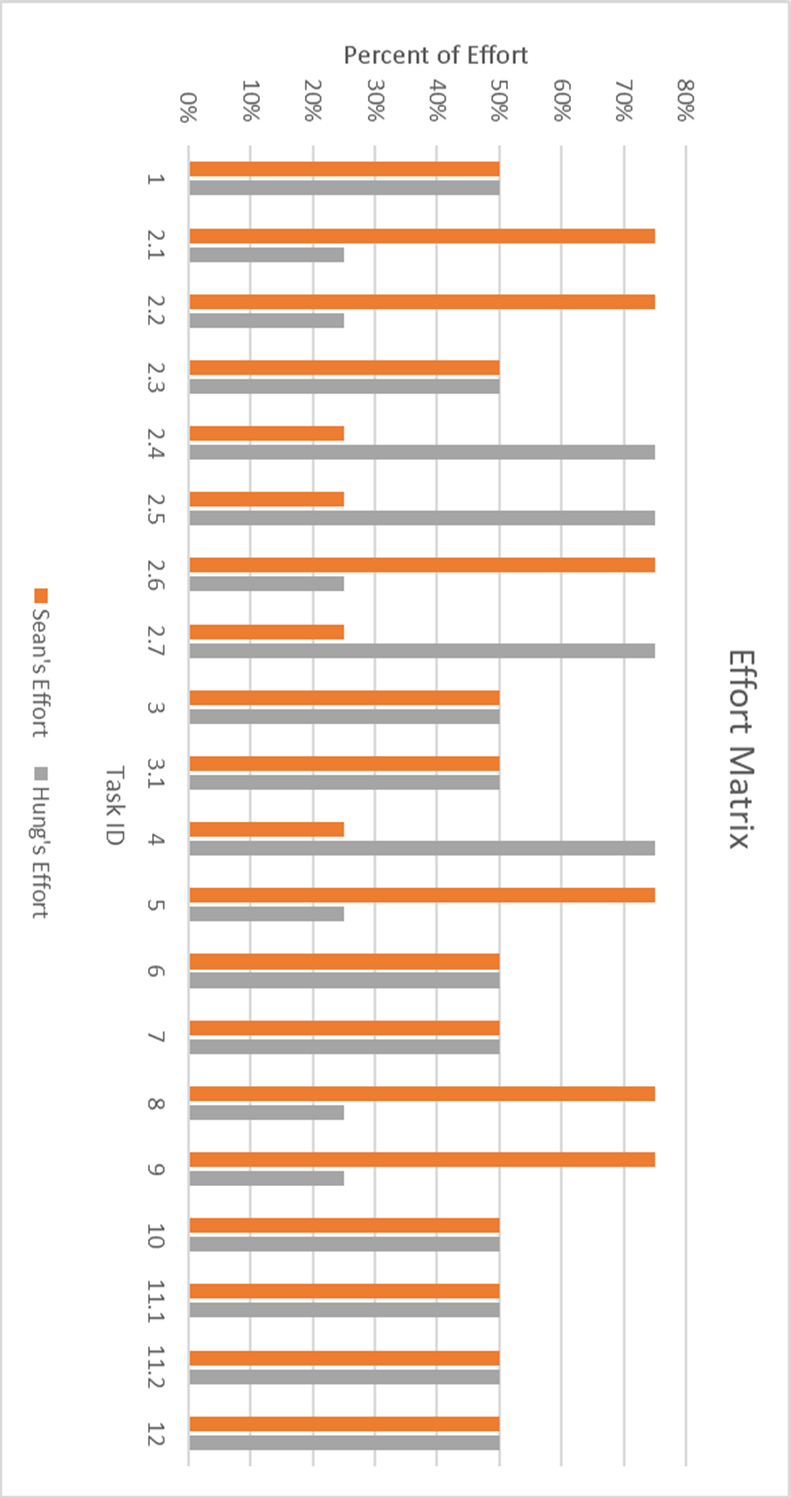 Effort Matrix
80%
70%
60%
50%
40%
30%
20%
10%
0%
Percent of Effort
1 2.1 2.2 2.3 2.4 2.5 2.6 2.7 3 3.1 4 5 6 7 8 9 10 11.1 11.2 12
Task ID
Sean's Effort Hung's Effort